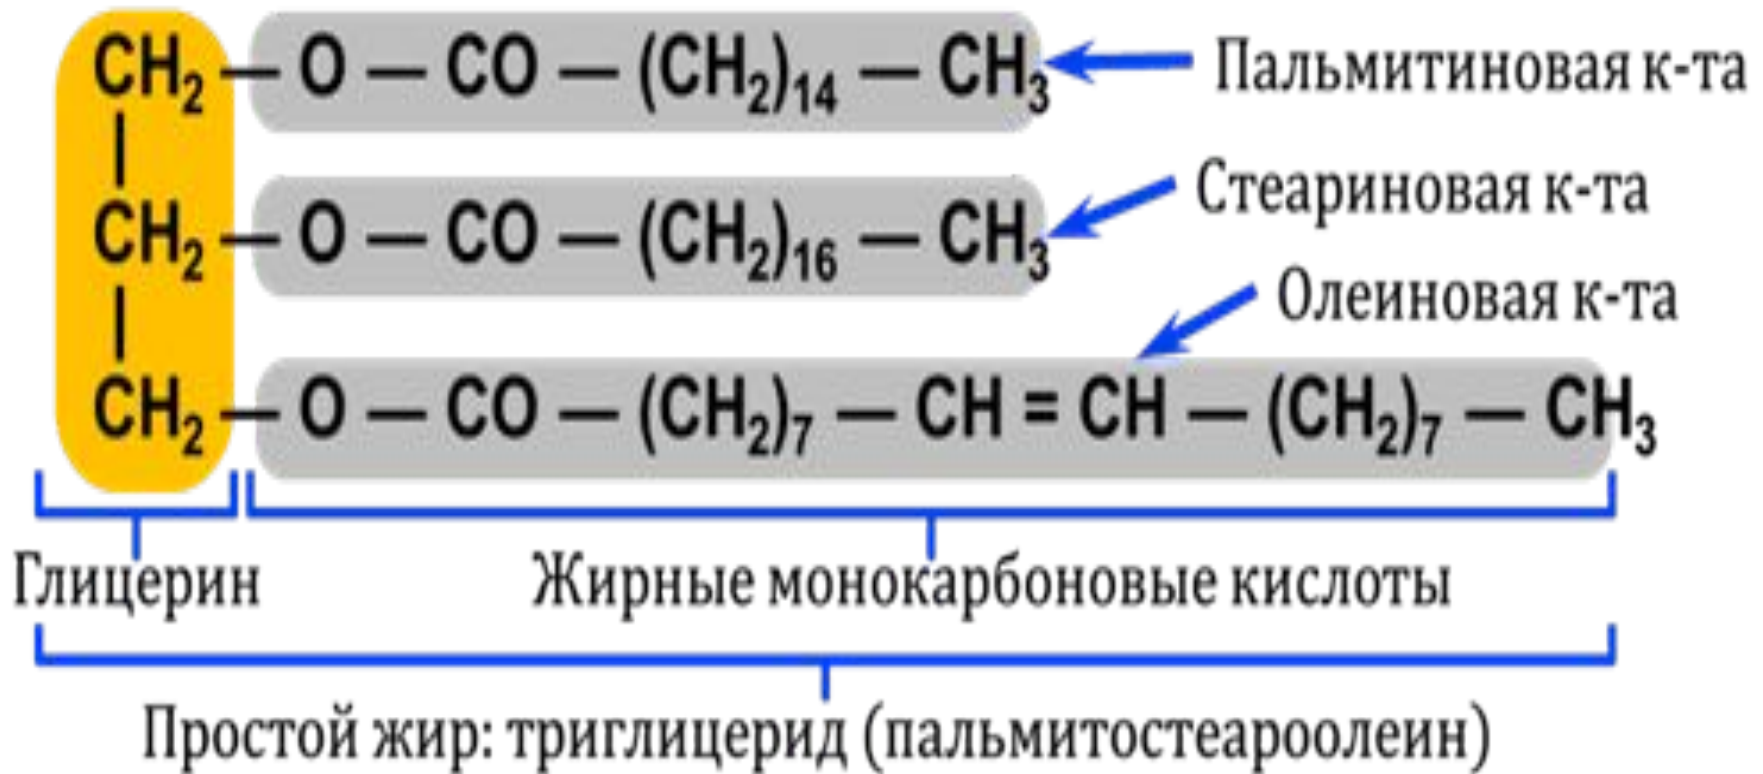 CH₂ — O — CO — (CH₂)₁₄ — CH₃ Пальмитиновая к-та
CH₂ — O — CO — (CH₂)₁₆ — CH₃ Стеариновая к-та
Олеиновая к-та
CH₂ — O — CO — (CH₂)₇ — CH = CH — (CH₂)₇ — CH₃
Глицерин Жирные монокарбоновые кислоты
Простой жир: триглицерид (пальмитостеароолеин)